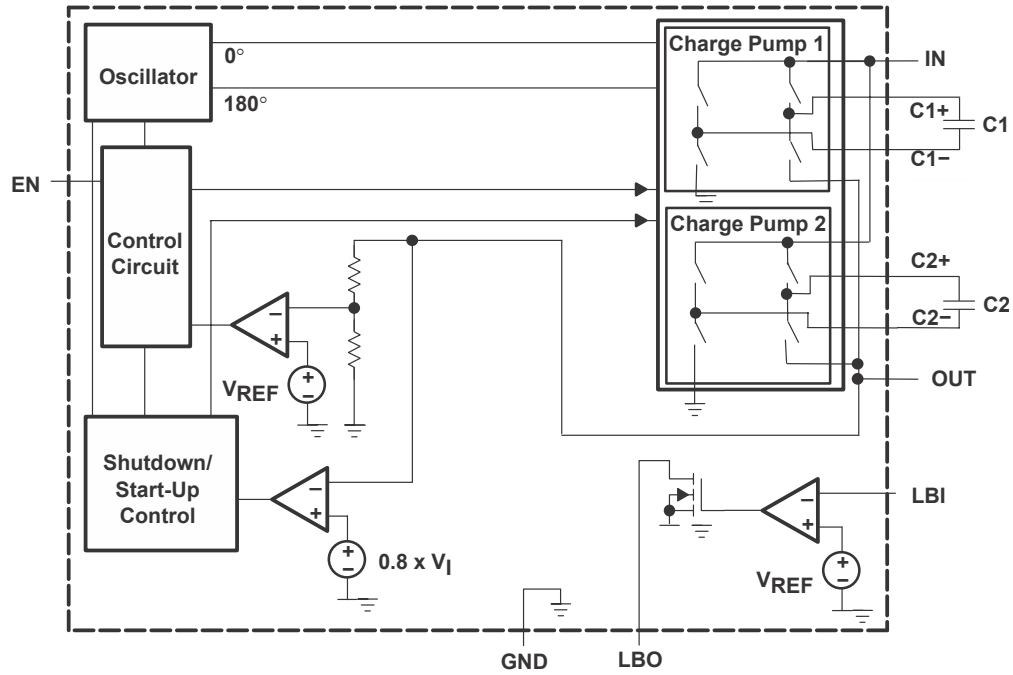 Oscillator
0°
180°
Charge Pump 1
IN
C1+
C1
C1−
EN
Control
Circuit
Charge Pump 2
C2+
C2
C2−
−
+
VREF
+
−
OUT
Shutdown/
Start-Up
Control
−
+
+
−
0.8 x VI
−
+
LBI
VREF
+
−
GND
LBO